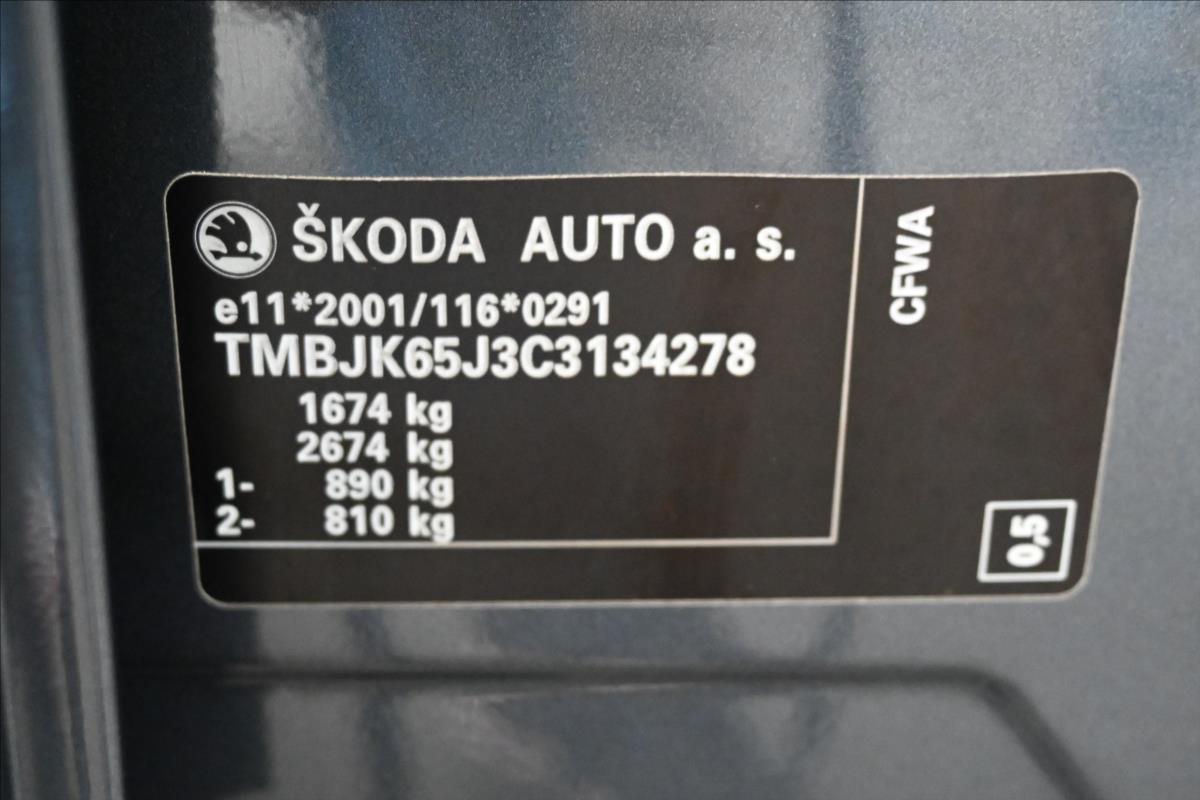 ŠKODA AUTO a. s.
e11*2001/116*0291
TMBJK65J3C3134278
1674 kg
2674 kg
1- 890 kg
2- 810 kg
CFWA
0,5